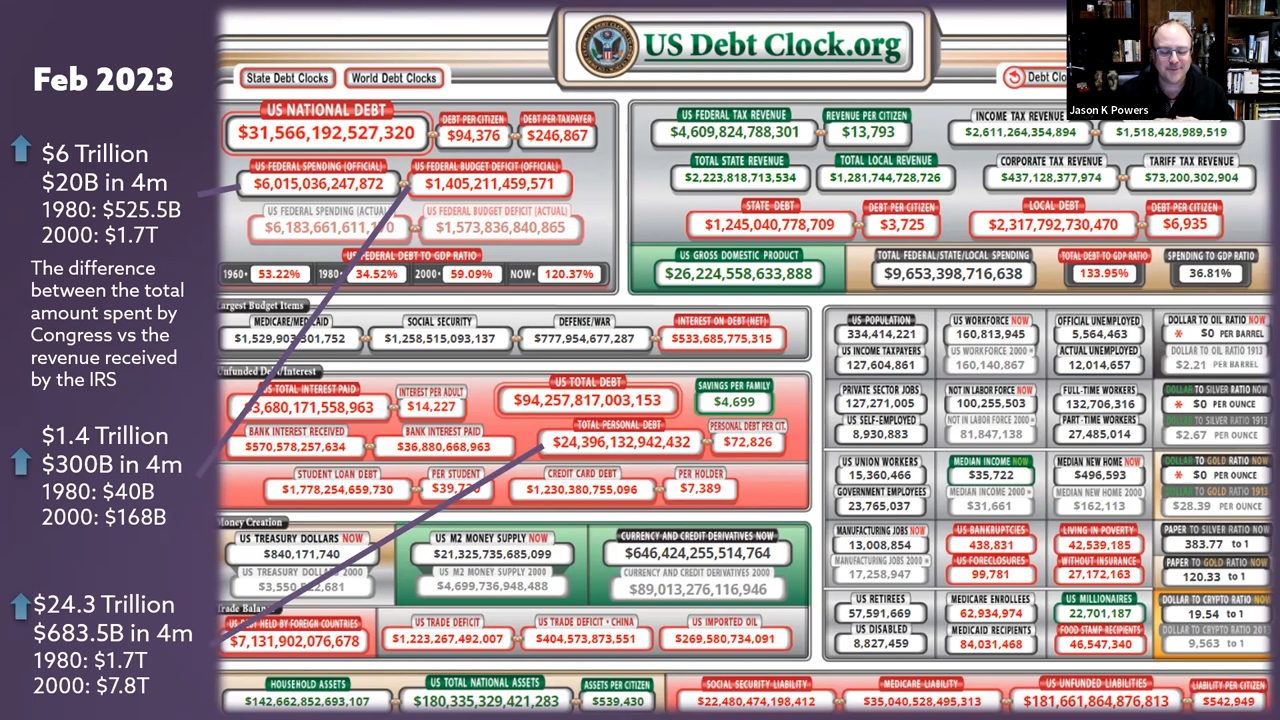 Feb 2023
$6 Trillion
$20B in 4m
1980: $525.5B
2000: $1.7T
The difference
between the total
amount spent by
Congress vs the
revenue received
by the IRS
$1.4 Trillion
$300B in 4m
1980: $40B
2000: $168B
$24.3 Trillion
$683.5B in 4m
1980: $1.7T
2000: $7.8T
US Debt Clock.org
State Debt Clocks World Debt Clocks
Debt Clo
Jason K Powers
US NATIONAL DEBT DEBT PER CITIZEN DEBT PER TAXPAYER
$31,566,192,527,320 $94,376 $246,867
US FEDERAL SPENDING (OFFICIAL) US FEDERAL BUDGET DEFICIT (OFFICIAL)
$6,015,036,247,872 $1,405,211,459,571
US FEDERAL SPENDING (ACTUAL) US FEDERAL BUDGET DEFICIT (ACTUAL)
$1,573,836,840,865
US FEDERAL DEBT TO GDP RATIO
1960• 53.22% 1980• 34.52% 2000• 59.09% NOW• 120.37%
US FEDERAL TAX REVENUE REVENUE PER CITIZEN INCOME TAX REVENUE
$4,609,824,788,301 $13,793 $2,611,264,354,894 $1,518,428,989,519
TOTAL STATE REVENUE TOTAL LOCAL REVENUE CORPORATE TAX REVENUE TARIFF TAX REVENUE
$2,223,818,713,534 $1,281,744,728,726 $437,128,377,974 $73,200,302,904
STATE DEBT DEBT PER CITIZEN LOCAL DEBT DEBT PER CITIZEN
$1,245,040,778,709 $3,725 $2,317,792,730,470 $6,935
US GROSS DOMESTIC PRODUCT TOTAL FEDERAL/STATE/LOCAL SPENDING TOTAL DEBT TO GDP RATIO SPENDING TO GDP RATIO
$26,224,558,633,888 $9,653,398,716,638 133.95% 36.81%
Largest Budget Items
MEDICARE/MEDICAID SOCIAL SECURITY DEFENSE/WAR INTEREST ON DEBT (NET)
$1,258,515,093,137 $777,954,677,287 $533,685,775,315
Unfunded Debt/Interest
US TOTAL INTEREST PAID INTEREST PER ADULT US TOTAL DEBT SAVINGS PER FAMILY
3,680,171,558,963 $14,227 $94,257,817,003,153 $4,699
BANK INTEREST RECEIVED BANK INTEREST PAID TOTAL PERSONAL DEBT PERSONAL DEBT PER CIT.
$570,578,257,634 $36,880,668,963 $24,396,132,942,432 $72,826
STUDENT LOAN DEBT PER STUDENT CREDIT CARD DEBT PER HOLDER
$1,778,254,659,730 $1,230,380,755,096 $7,389
Money Creation
US TREASURY DOLLARS NOW US M2 MONEY SUPPLY NOW CURRENCY AND CREDIT DERIVATIVES NOW
$840,171,740 $21,325,735,985,099 $646,424,255,514,764
US TREASURY DOLLARS 2000 US M2 MONEY SUPPLY 2000 CURRENCY AND CREDIT DERIVATIVES 2000
$4,699,736,948,488 $89,013,276,116,946
Trade Balance
US DEBT HELD BY FOREIGN COUNTRIES US TRADE DEFICIT US TRADE DEFICIT • CHINA US IMPORTED OIL
$7,131,902,076,678 $1,223,267,492,007 $404,573,873,551 $269,580,734,091
US POPULATION US WORKFORCE NOW OFFICIAL UNEMPLOYED DOLLAR TO OIL RATIO NOW
334,414,221 160,813,945 5,564,463 * $0 PER BARREL
US INCOME TAXPAYERS US WORKFORCE 2000 ACTUAL UNEMPLOYED DOLLAR TO OIL RATIO 1913
127,604,861 160,140,867 12,014,657 $2.21 PER BARREL
PRIVATE SECTOR JOBS NOT IN LABOR FORCE NOW FULL-TIME WORKERS DOLLAR TO SILVER RATIO NOW
127,271,005 100,255,503 132,706,316 * $0 PER OUNCE
US SELF-EMPLOYED NOT IN LABOR FORCE 2000 PART-TIME WORKERS DOLLAR TO SILVER RATIO 1913
8,930,883 81,847,138 27,485,014 $2.67 PER OUNCE
US UNION WORKERS MEDIAN INCOME NOW MEDIAN NEW HOME NOW DOLLAR TO GOLD RATIO NOW
15,360,466 $35,722 $496,593 * $0 PER OUNCE
GOVERNMENT EMPLOYEES MEDIAN INCOME 2000 MEDIAN NEW HOME 2000 DOLLAR TO GOLD RATIO 1913
23,765,037 $31,661 $162,113 $28.39 PER OUNCE
MANUFACTURING JOBS NOW US BANKRUPTCIES LIVING IN POVERTY PAPER TO SILVER RATIO NOW
13,008,854 438,831 42,539,185 383.77 to 1
MANUFACTURING JOBS 2000 US FORECLOSURES WITHOUT INSURANCE PAPER TO GOLD RATIO NOW
17,258,947 99,781 27,172,163 120.33 to 1
US RETIREES MEDICARE ENROLLEES US MILLIONAIRES DOLLAR TO CRYPTO RATIO NOW
57,591,669 62,934,974 22,701,187 19.54 to 1
US DISABLED MEDICAID RECIPIENTS FOOD STAMP RECIPIENTS DOLLAR TO CRYPTO RATIO
8,827,459 84,031,468 46,547,340 9,563 to 1
HOUSEHOLD ASSETS US TOTAL NATIONAL ASSETS ASSETS PER CITIZEN SOCIAL SECURITY LIABILITY MEDICARE LIABILITY US UNFUNDED LIABILITIES LIABILITY PER CITIZEN
$142,662,852,693,107 $180,335,329,421,283 $539,430 $22,480,474,198,412 $35,040,528,495,313 $181,661,864,876,813 $542,949